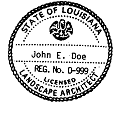 STATE OF LOUISIANA
John E. Doe
REG. No. D-999
LICENSED
LANDSCAPE ARCHITECT